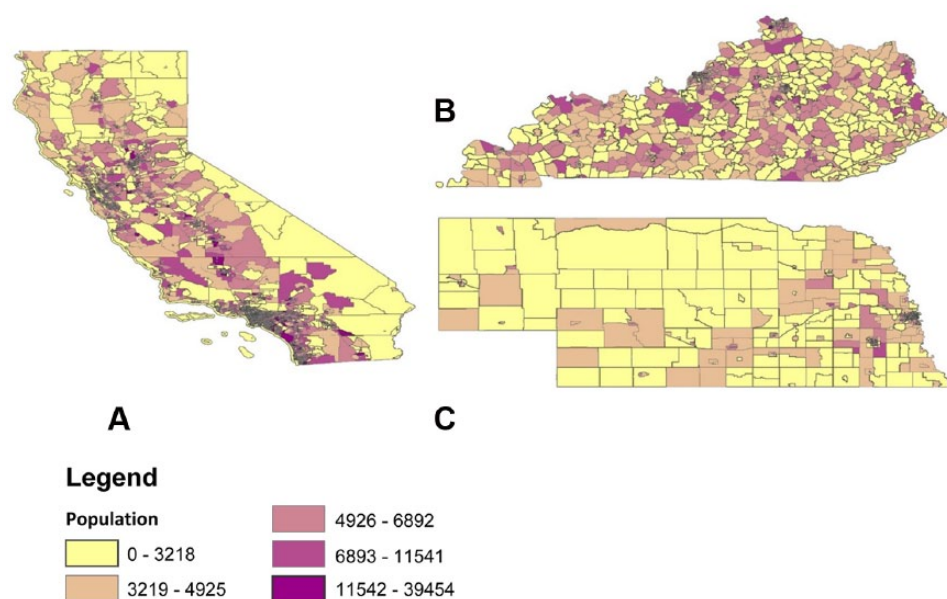 B
A
C
Legend
Population
0 - 3218
3219 - 4925
4926 - 6892
6893 - 11541
11542 - 39454